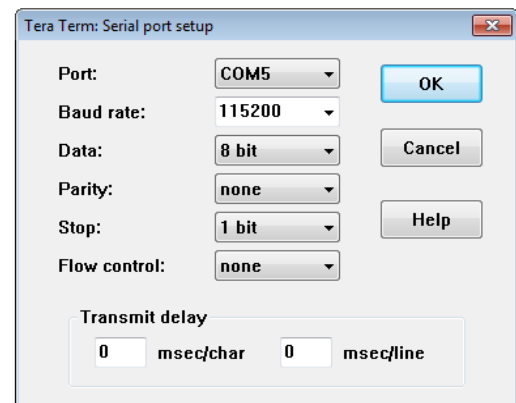 Tera Term: Serial port setup
Port: COM5 OK
Baud rate: 115200
Data: 8 bit Cancel
Parity: none
Stop: 1 bit Help
Flow control: none
Transmit delay
0 msec/char 0 msec/line